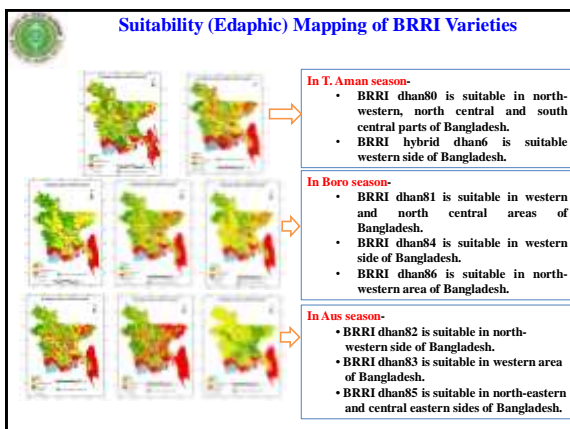 Suitability (Edaphic) Mapping of BRRI Varieties
In T. Aman season-
• BRRI dhan80 is suitable in north-
western, north central and south
central parts of Bangladesh.
• BRRI hybrid dhan6 is suitable
western side of Bangladesh.
In Boro season-
• BRRI dhan81 is suitable in western
and north central areas of
Bangladesh.
• BRRI dhan84 is suitable in western
side of Bangladesh.
• BRRI dhan86 is suitable in north-
western area of Bangladesh.
In Aus season-
• BRRI dhan82 is suitable in north-
western side of Bangladesh.
• BRRI dhan83 is suitable in western area
of Bangladesh.
• BRRI dhan85 is suitable in north-eastern
and central eastern sides of Bangladesh.